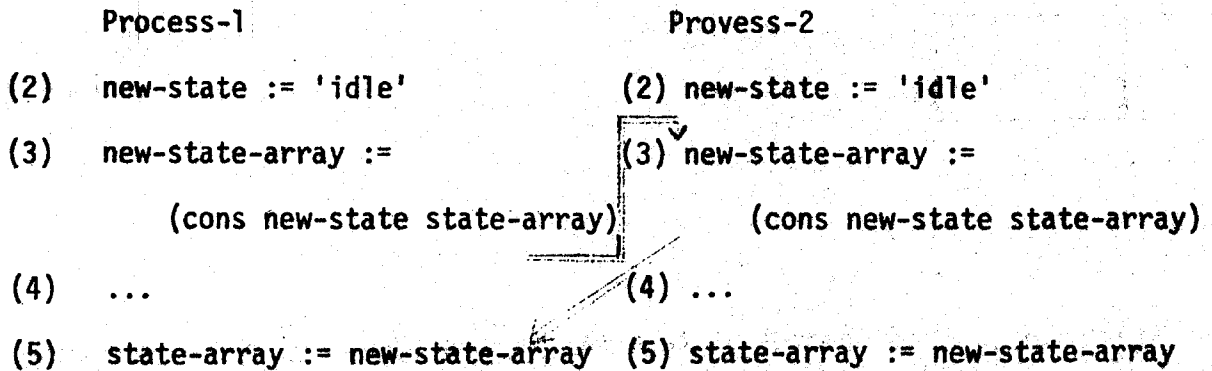 Process-1 Provess-2
(2) new-state := 'idle' (2) new-state := 'idle'
(3) new-state-array := (3) new-state-array :=
(cons new-state state-array) (cons new-state state-array)
(4) ... (4) ...
(5) state-array := new-state-array (5) state-array := new-state-array